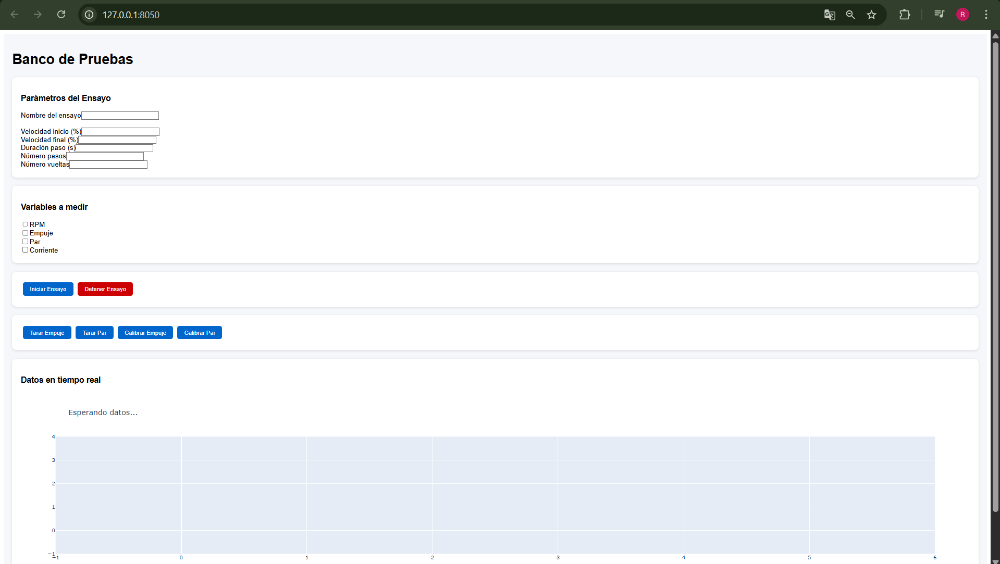 127.0.0.1:8050
R
Banco de Pruebas
Parámetros del Ensayo
Nombre del ensayo
Velocidad inicio (%)
Velocidad final (%)
Duración paso (s)
Número pasos
Número vueltas
Variables a medir
RPM
Empuje
Par
Corriente
Iniciar Ensayo Detener Ensayo
Tarar Empuje Tarar Par Calibrar Empuje Calibrar Par
Datos en tiempo real
Esperando datos...
4
3
2
1
0
−1
−1 0 1 2 3 4 5 6